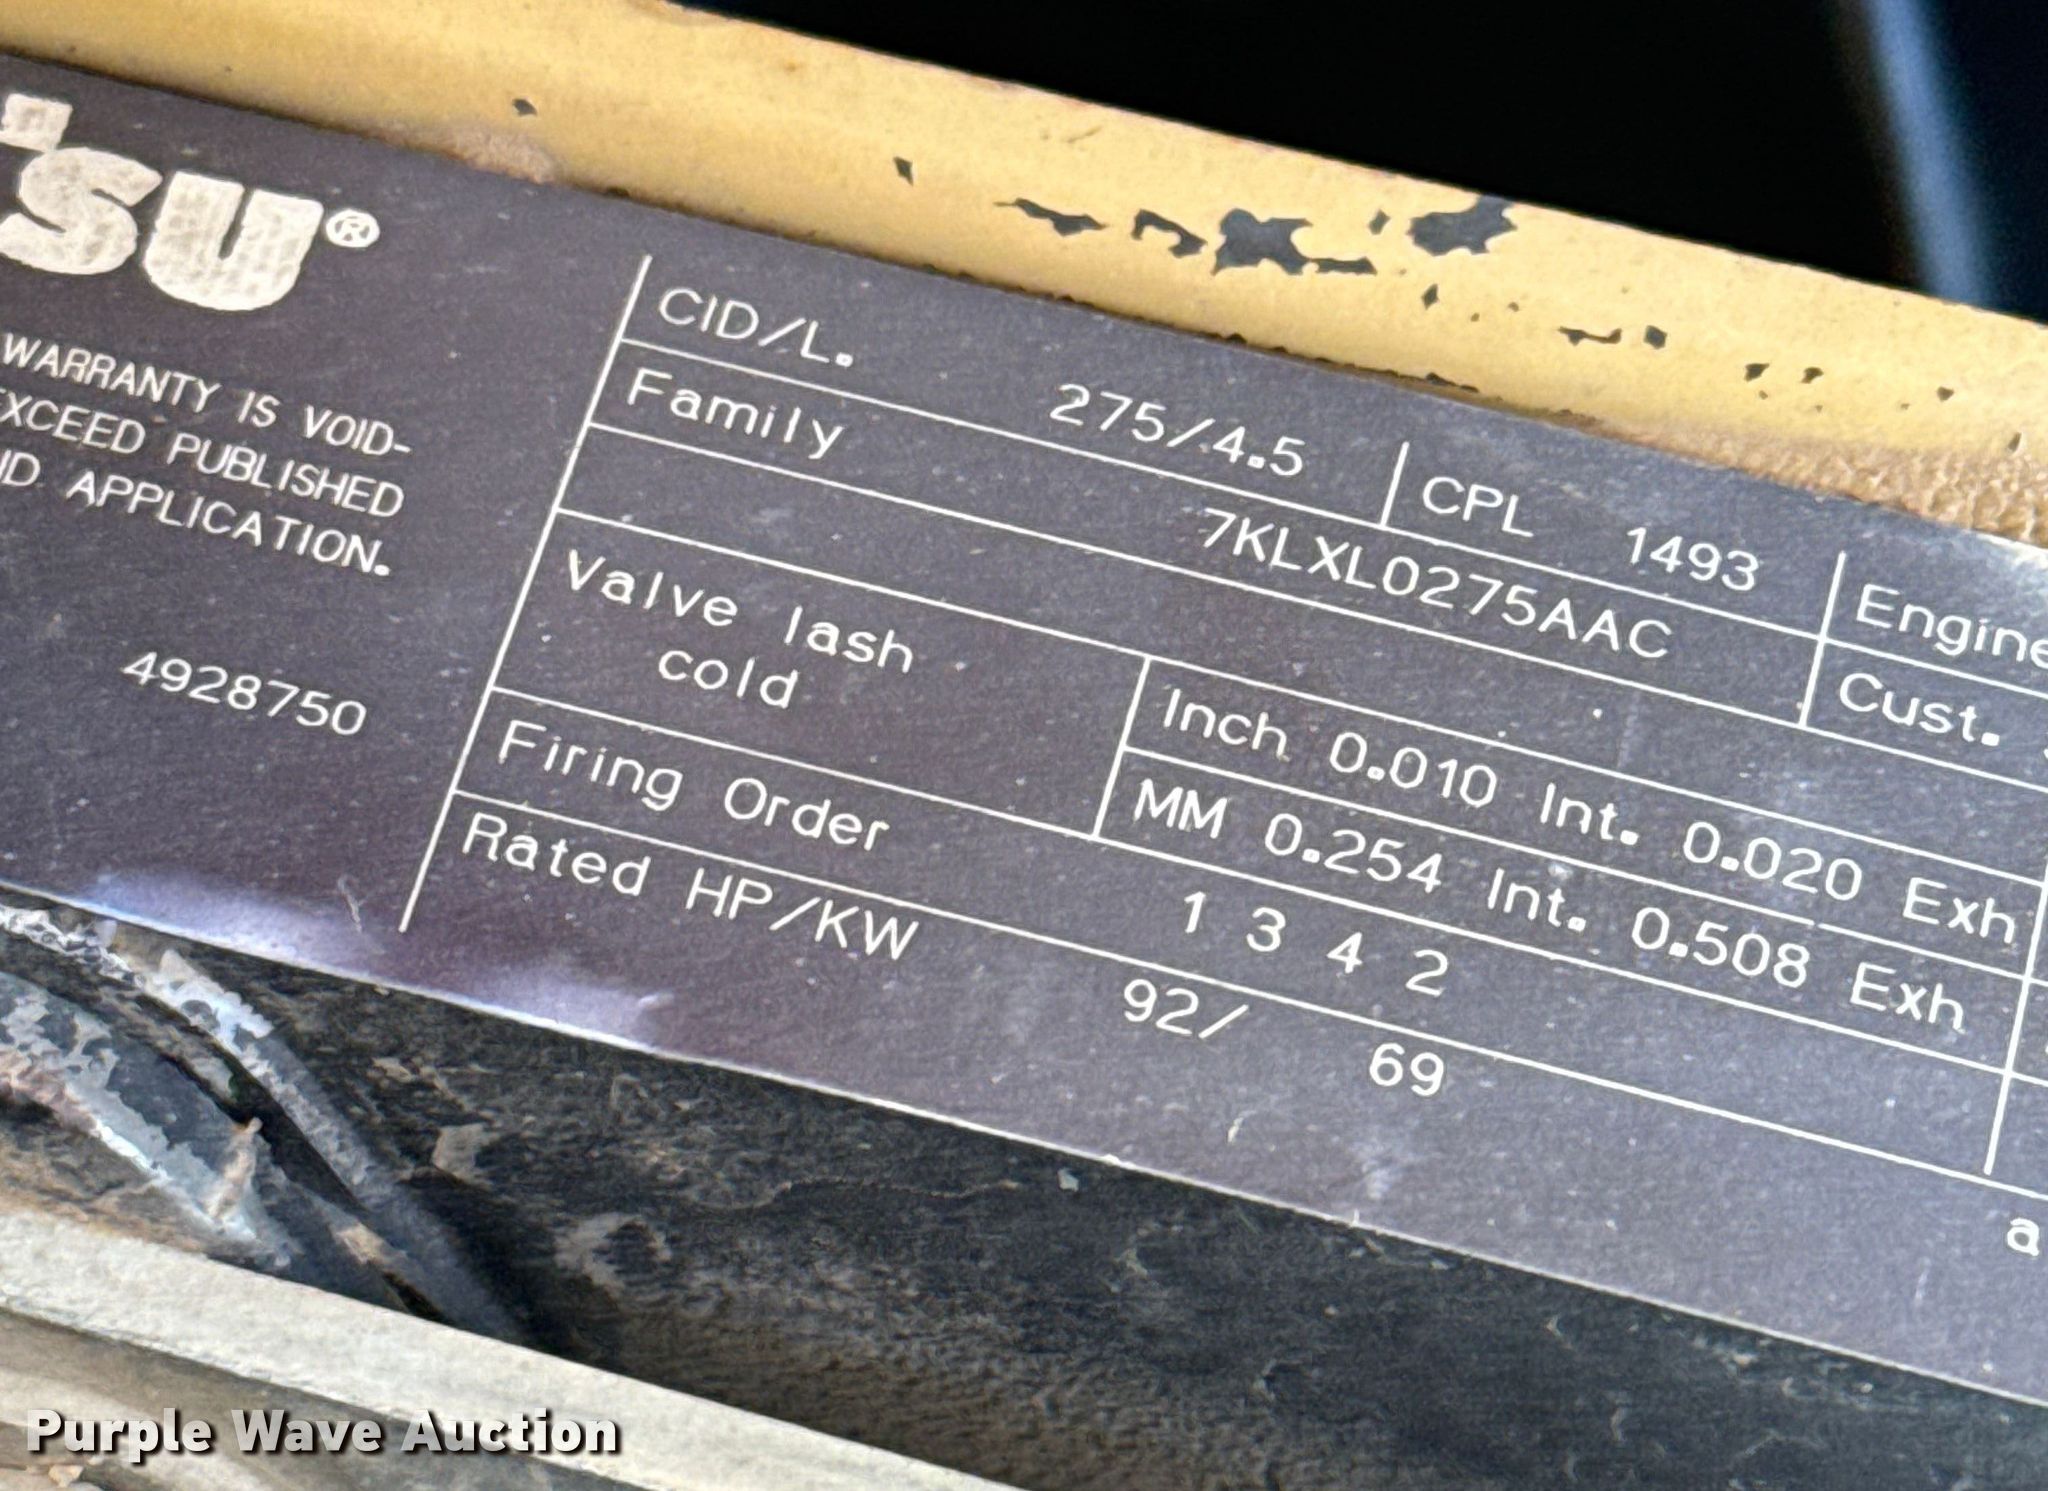 SU®
WARRANTY IS VOID-
EXCEED PUBLISHED
APPLICATION.
4928750
CID/L. 275/4.5 CPL 1493 Engine
Family 7KLXL0275AAC Cust.
Valve lash cold
Inch 0.010 Int. 0.020 Exh
MM 0.254 Int. 0.508 Exh
Firing Order 1 3 4 2
Rated HP/KW 92/ 69
Purple Wave Auction